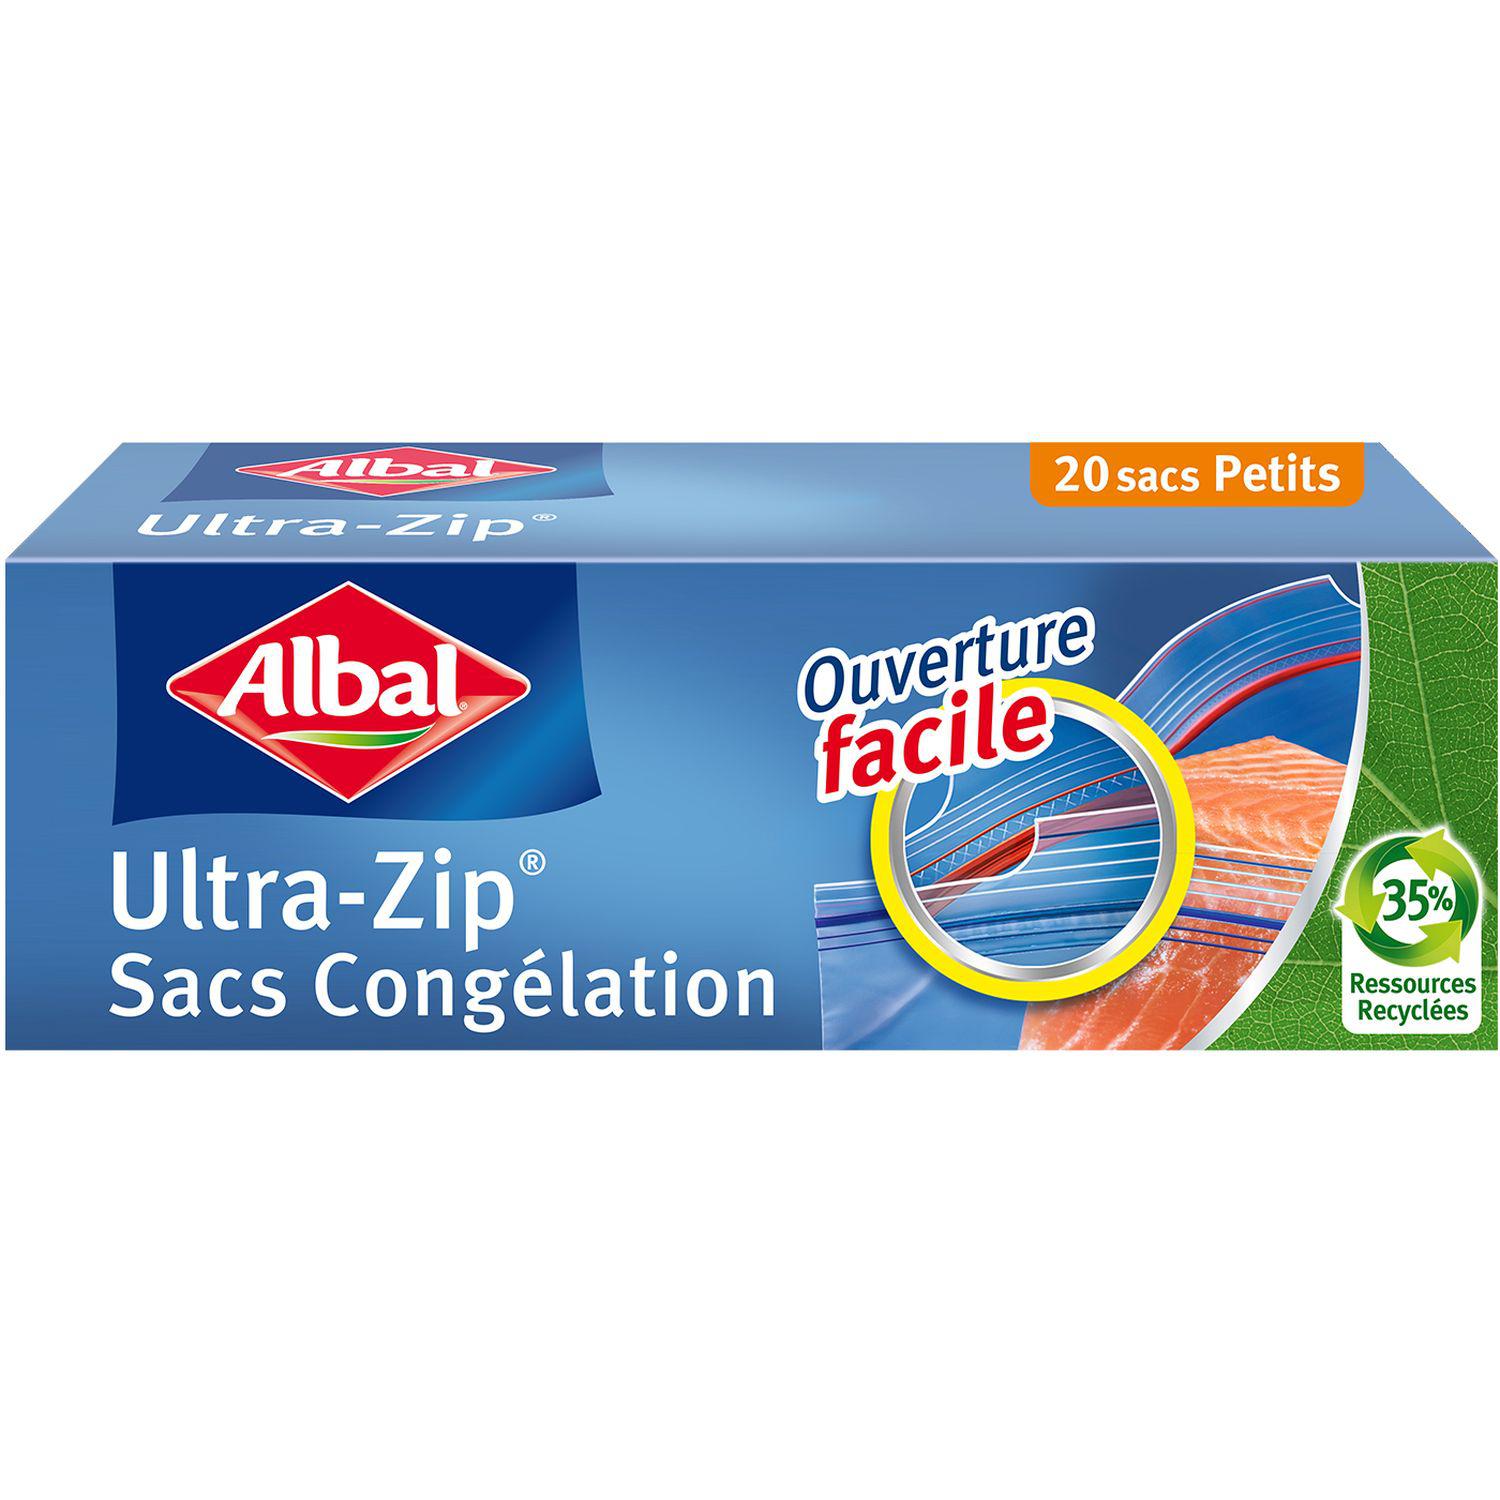 Albal
20 sacs Petits
Ultra-Zip®
Albal®
Ouverture
facile
Ultra-Zip®
Sacs Congélation
35%
Ressources
Recyclées